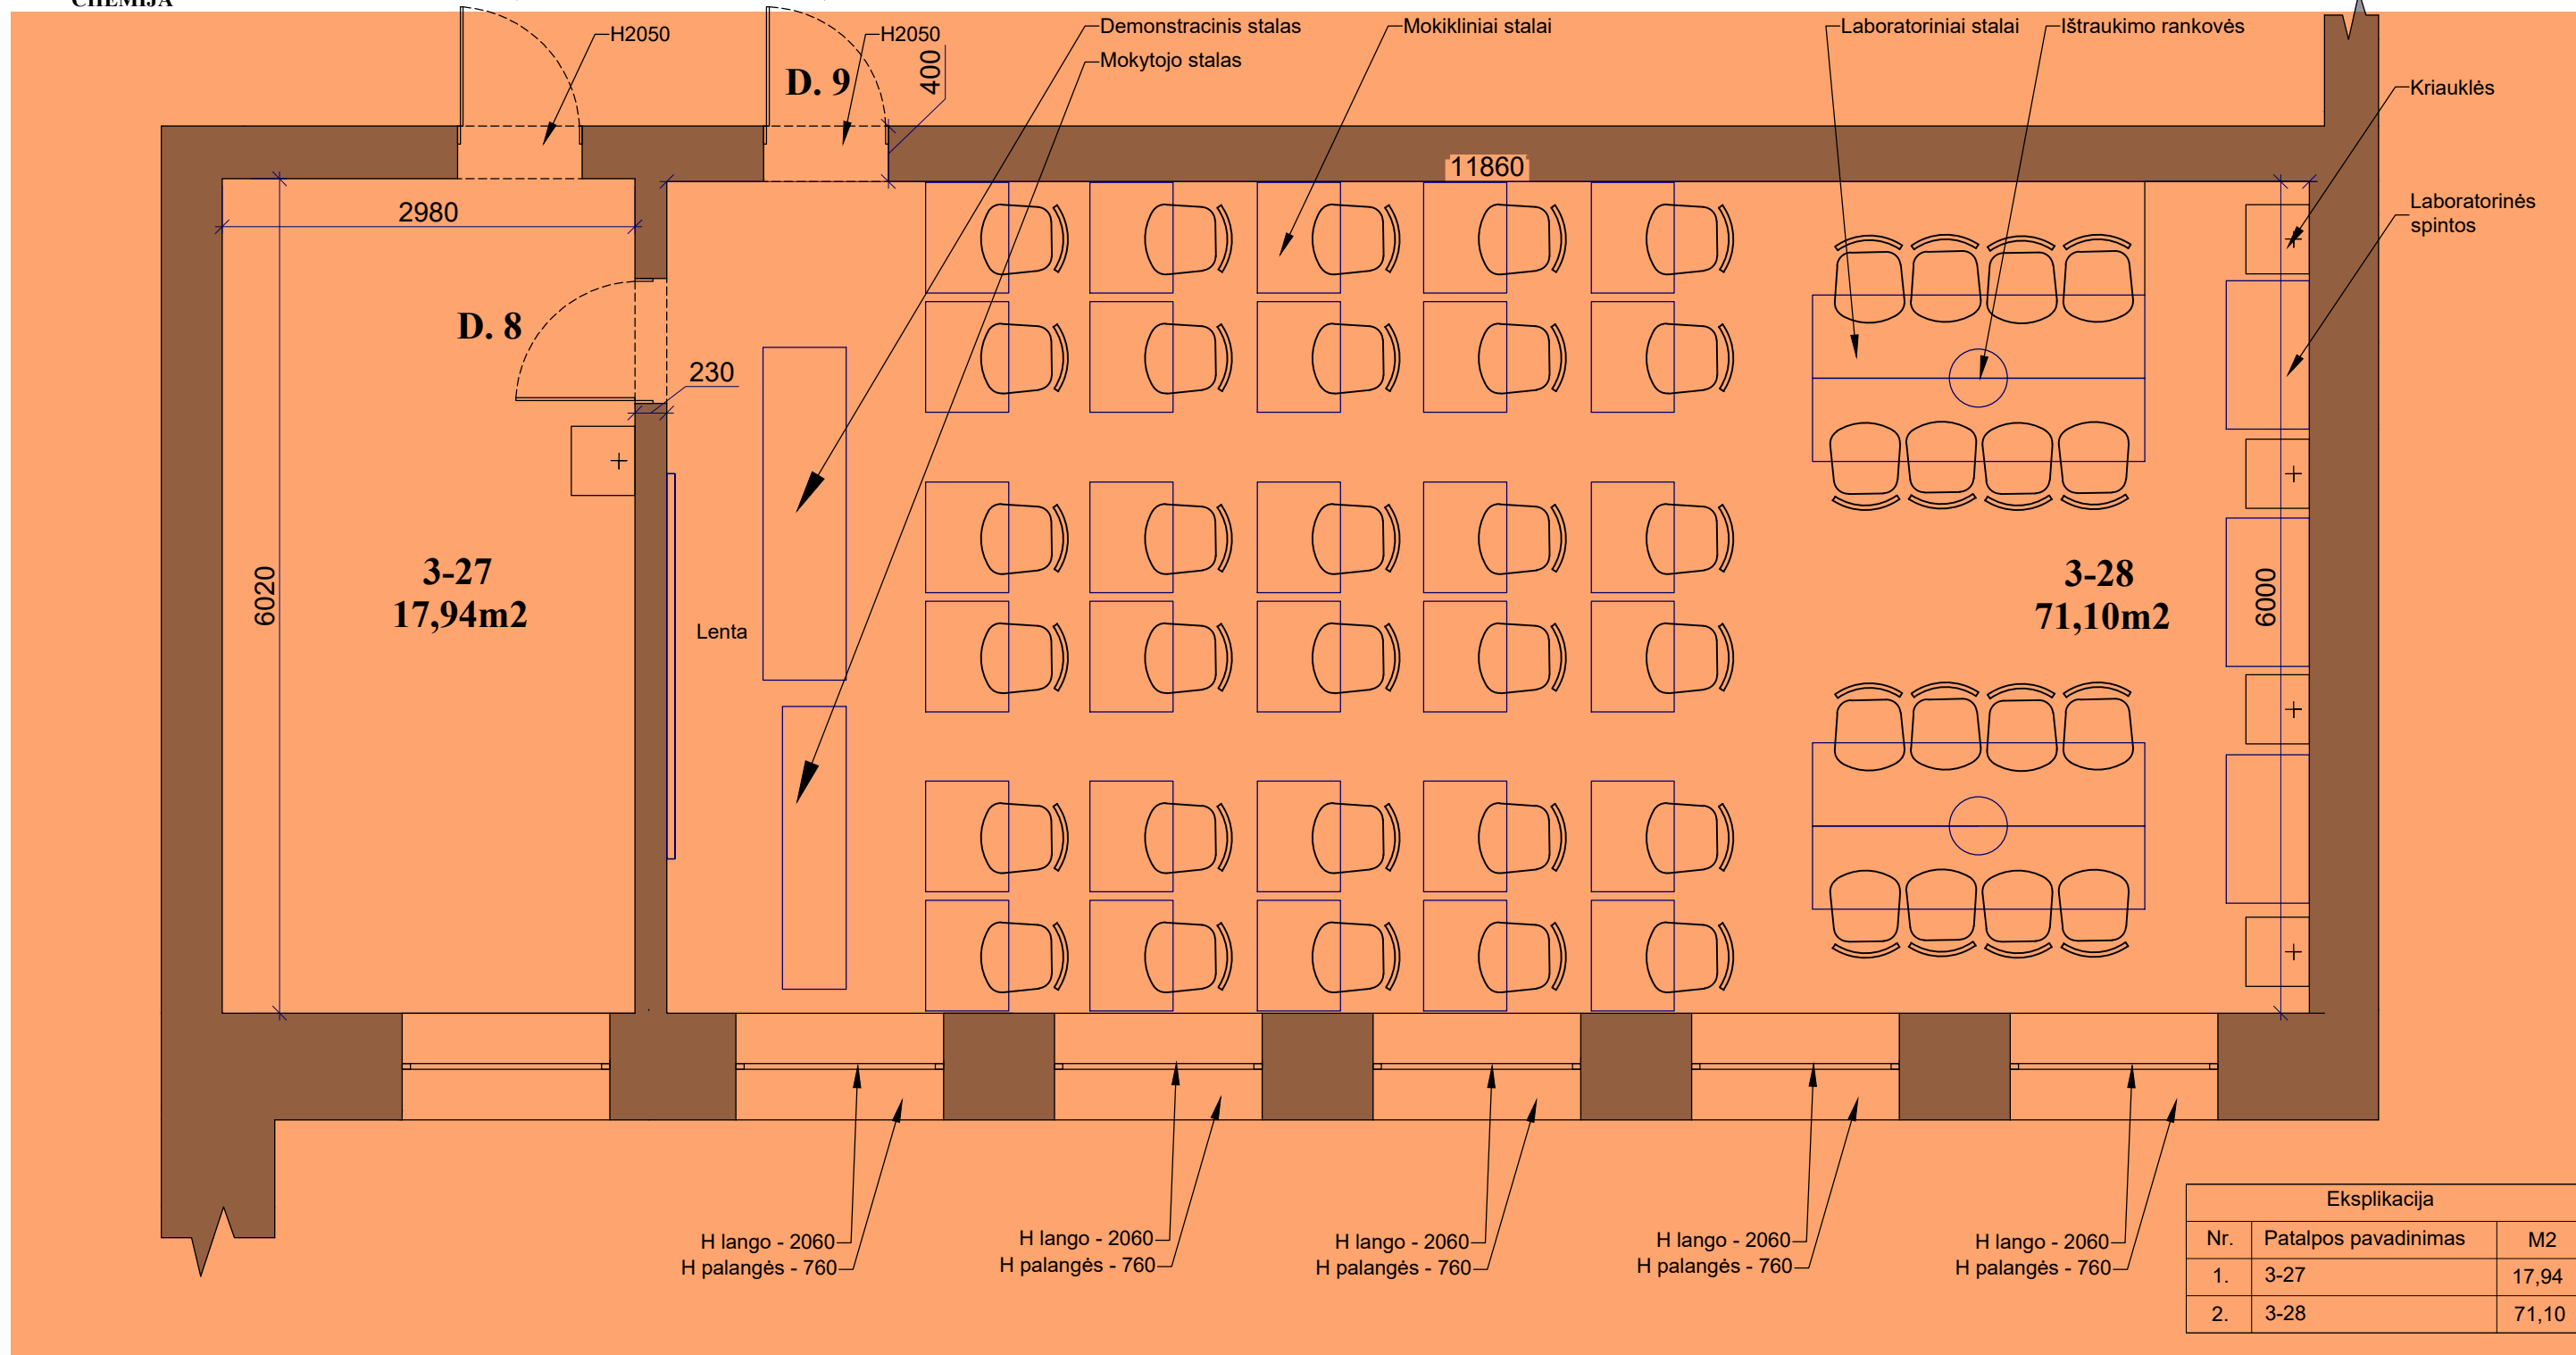 CHEMIJA
H2050
H2050
Demonstracinis stalas
Mokytojo stalas
Mokikliniai stalai
Laboratoriniai stalai
Ištraukimo rankovės
Kriauklės
Laboratorinės
spintos
D. 9
400
11860
2980
D. 8
230
6020
3-27
17,94m2
Lenta
3-28
71,10m2
6000
H lango - 2060
H palangės - 760
H lango - 2060
H palangės - 760
H lango - 2060
H palangės - 760
H lango - 2060
H palangės - 760
H lango - 2060
H palangės - 760
Eksplikacija
Nr. Patalpos pavadinimas M2
1. 3-27 17,94
2. 3-28 71,10